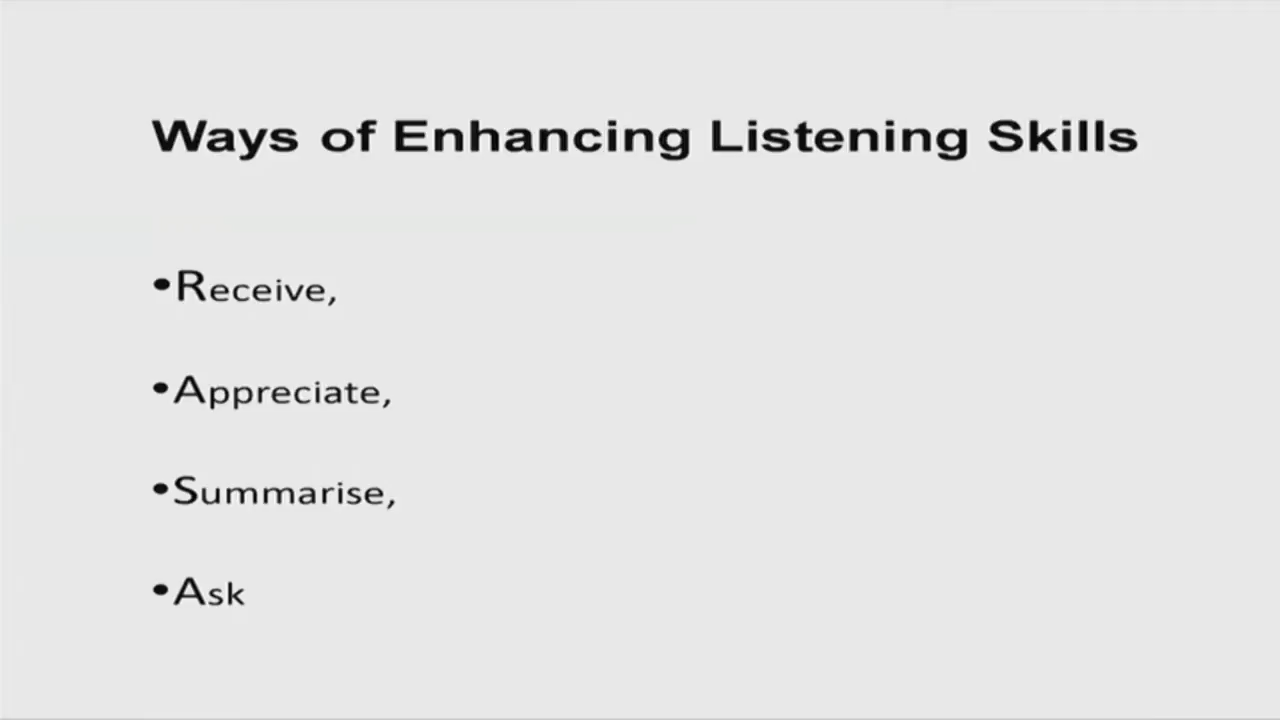 Ways of Enhancing Listening Skills
•Receive,
•Appreciate,
•Summarise,
•Ask